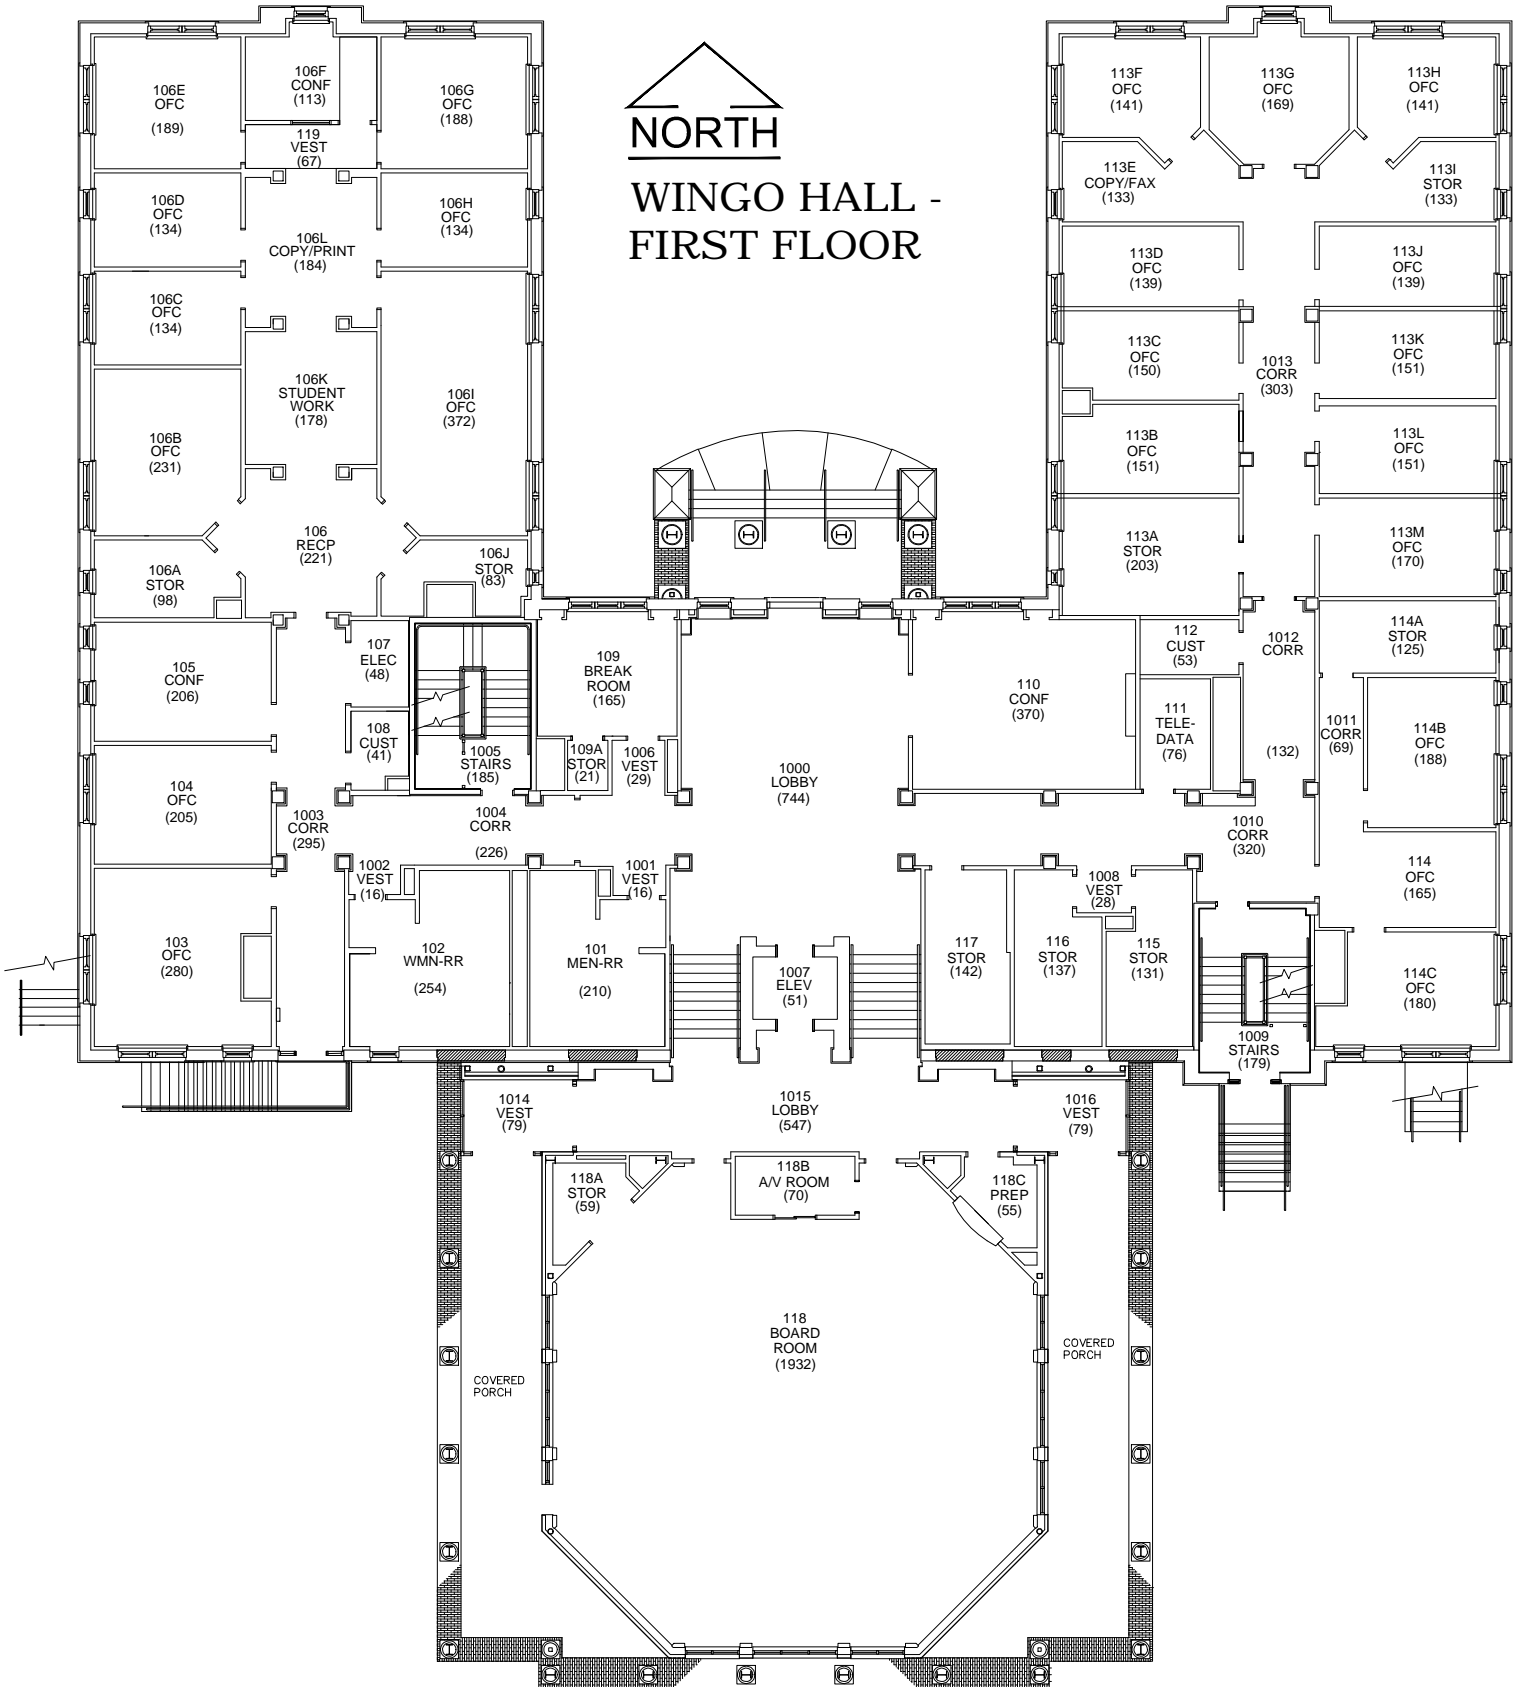 NORTH
WINGO HALL -
FIRST FLOOR
106E
OFC
(189)
106F
CONF
(113)
106G
OFC
(188)
119
VEST
(67)
106D
OFC
(134)
106L
COPY/PRINT
(184)
106H
OFC
(134)
106C
OFC
(134)
106K
STUDENT
WORK
(178)
106I
OFC
(372)
106B
OFC
(231)
106
RECP
(221)
106J
STOR
(83)
106A
STOR
(98)
105
CONF
(206)
107
ELEC
(48)
108
CUST
(41)
1005
STAIRS
(185)
109
BREAK
ROOM
(165)
109A
STOR
(21)
1006
VEST
(29)
104
OFC
(205)
1003
CORR
(295)
1004
CORR
(226)
1002
VEST
(16)
1001
VEST
(16)
103
OFC
(280)
102
WMN-RR
(254)
101
MEN-RR
(210)
1000
LOBBY
(744)
1007
ELEV
(51)
113F
OFC
(141)
113G
OFC
(169)
113H
OFC
(141)
113E
COPY/FAX
(133)
113I
STOR
(133)
113D
OFC
(139)
113J
OFC
(139)
113C
OFC
(150)
1013
CORR
(303)
113K
OFC
(151)
113B
OFC
(151)
113L
OFC
(151)
113A
STOR
(203)
113M
OFC
(170)
112
CUST
(53)
1012
CORR
(132)
114A
STOR
(125)
110
CONF
(370)
111
TELE-
DATA
(76)
1011
CORR
(69)
114B
OFC
(188)
1010
CORR
(320)
114
OFC
(165)
1008
VEST
(28)
117
STOR
(142)
116
STOR
(137)
115
STOR
(131)
114C
OFC
(180)
1009
STAIRS
(179)
1014
VEST
(79)
1015
LOBBY
(547)
1016
VEST
(79)
118A
STOR
(59)
118B
A/V ROOM
(70)
118C
PREP
(55)
118
BOARD
ROOM
(1932)
COVERED
PORCH
COVERED
PORCH